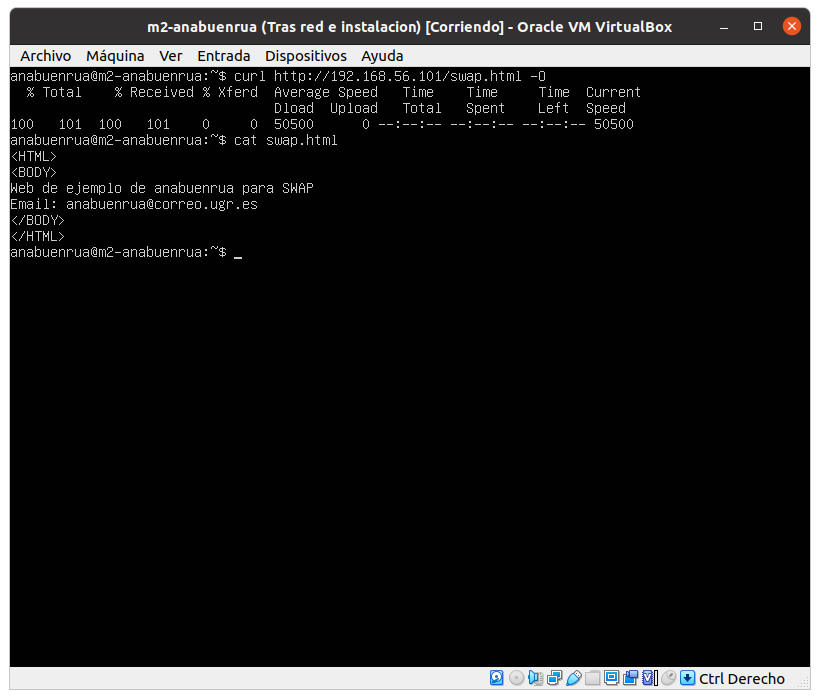 m2-anabuenrua (Tras red e instalacion) [Corriendo] - Oracle VM VirtualBox
Archivo Máquina Ver Entrada Dispositivos Ayuda
anabuenrua@m2-anabuenrua:~$ curl http://192.168.56.101/swap.html -O
  % Total    % Received % Xferd  Average Speed   Time    Time     Time  Current
                                 Dload  Upload   Total   Spent    Left  Speed
100   101  100   101    0     0  50500      0 --:--:-- --:--:-- --:--:-- 50500
anabuenrua@m2-anabuenrua:~$ cat swap.html
<HTML>
<BODY>
Web de ejemplo de anabuenrua para SWAP
Email: anabuenrua@correo.ugr.es
</BODY>
</HTML>
anabuenrua@m2-anabuenrua:~$ _
Ctrl Derecho